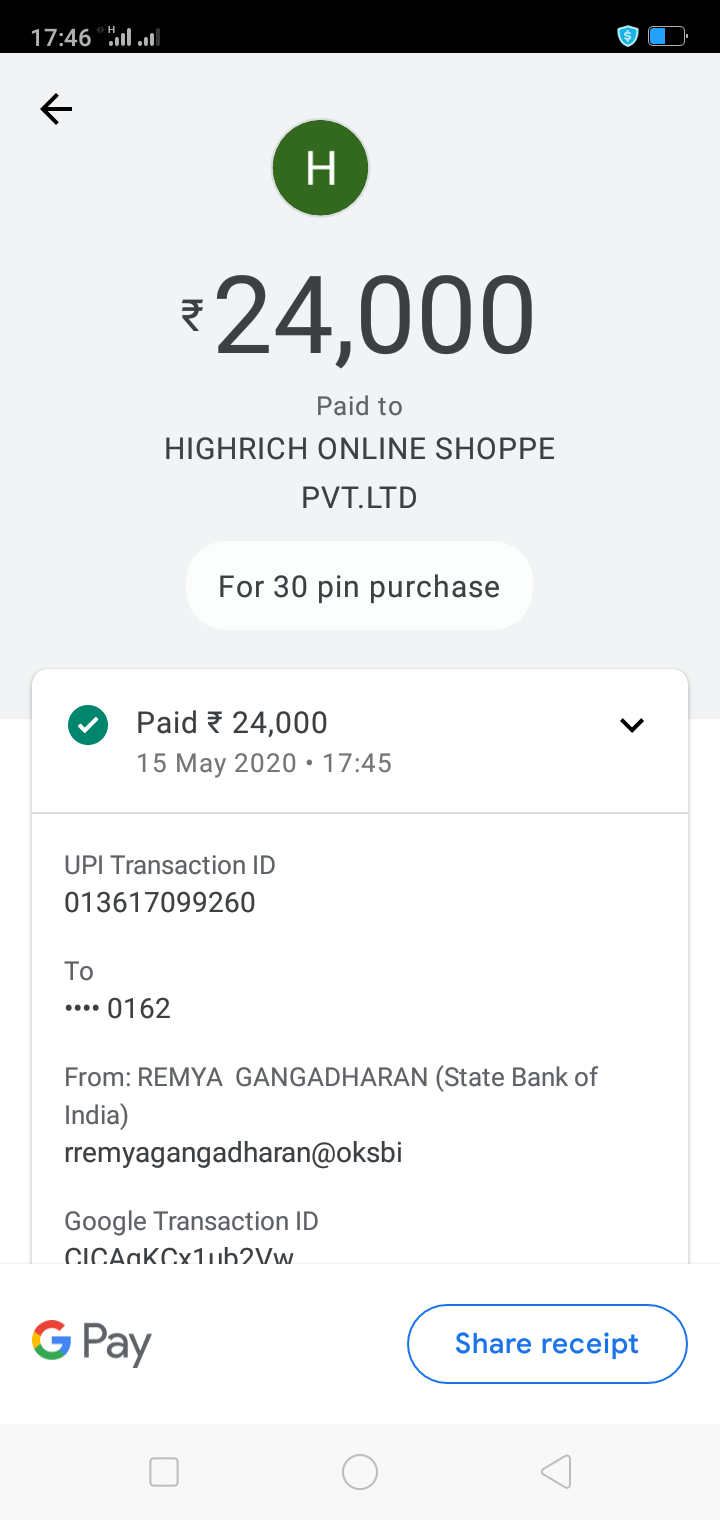 17:46
H
H
₹24,000
Paid to
HIGHRICH ONLINE SHOPPE
PVT.LTD
For 30 pin purchase
Paid ₹ 24,000
15 May 2020 • 17:45
UPI Transaction ID
013617099260
To
•••• 0162
From: REMYA GANGADHARAN (State Bank of
India)
rremyagangadharan@oksbi
Google Transaction ID
CICAgKCx1ub2Vw
G Pay
Share receipt